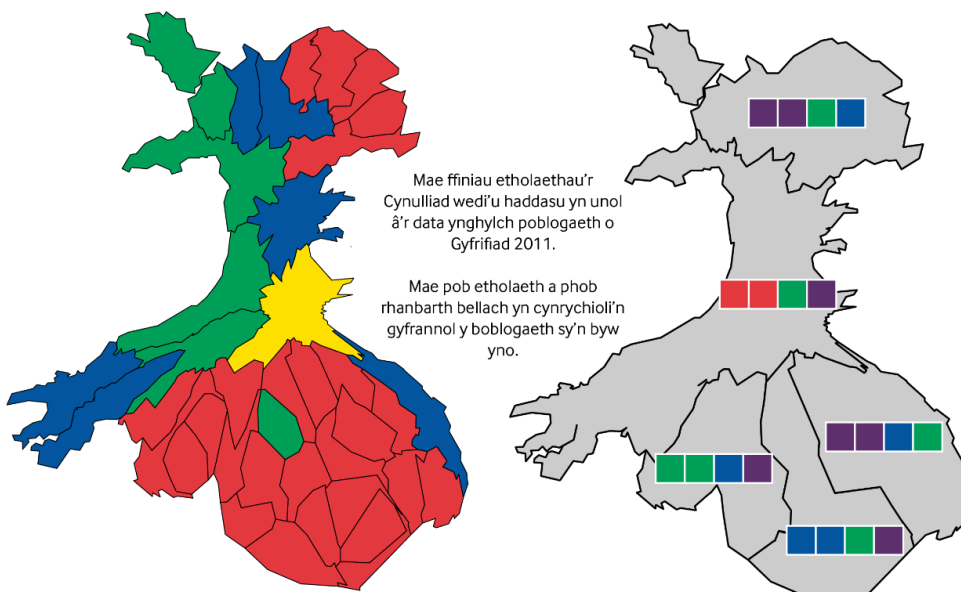 Mae ffiniau etholaethau'r
Cynulliad wedi'u haddasu yn unol
â'r data ynghylch poblogaeth o
Gyfrifiad 2011.
Mae pob etholaeth a phob
rhanbarth bellach yn cynrychioli'n
gyfrannol y boblogaeth sy'n byw
yno.